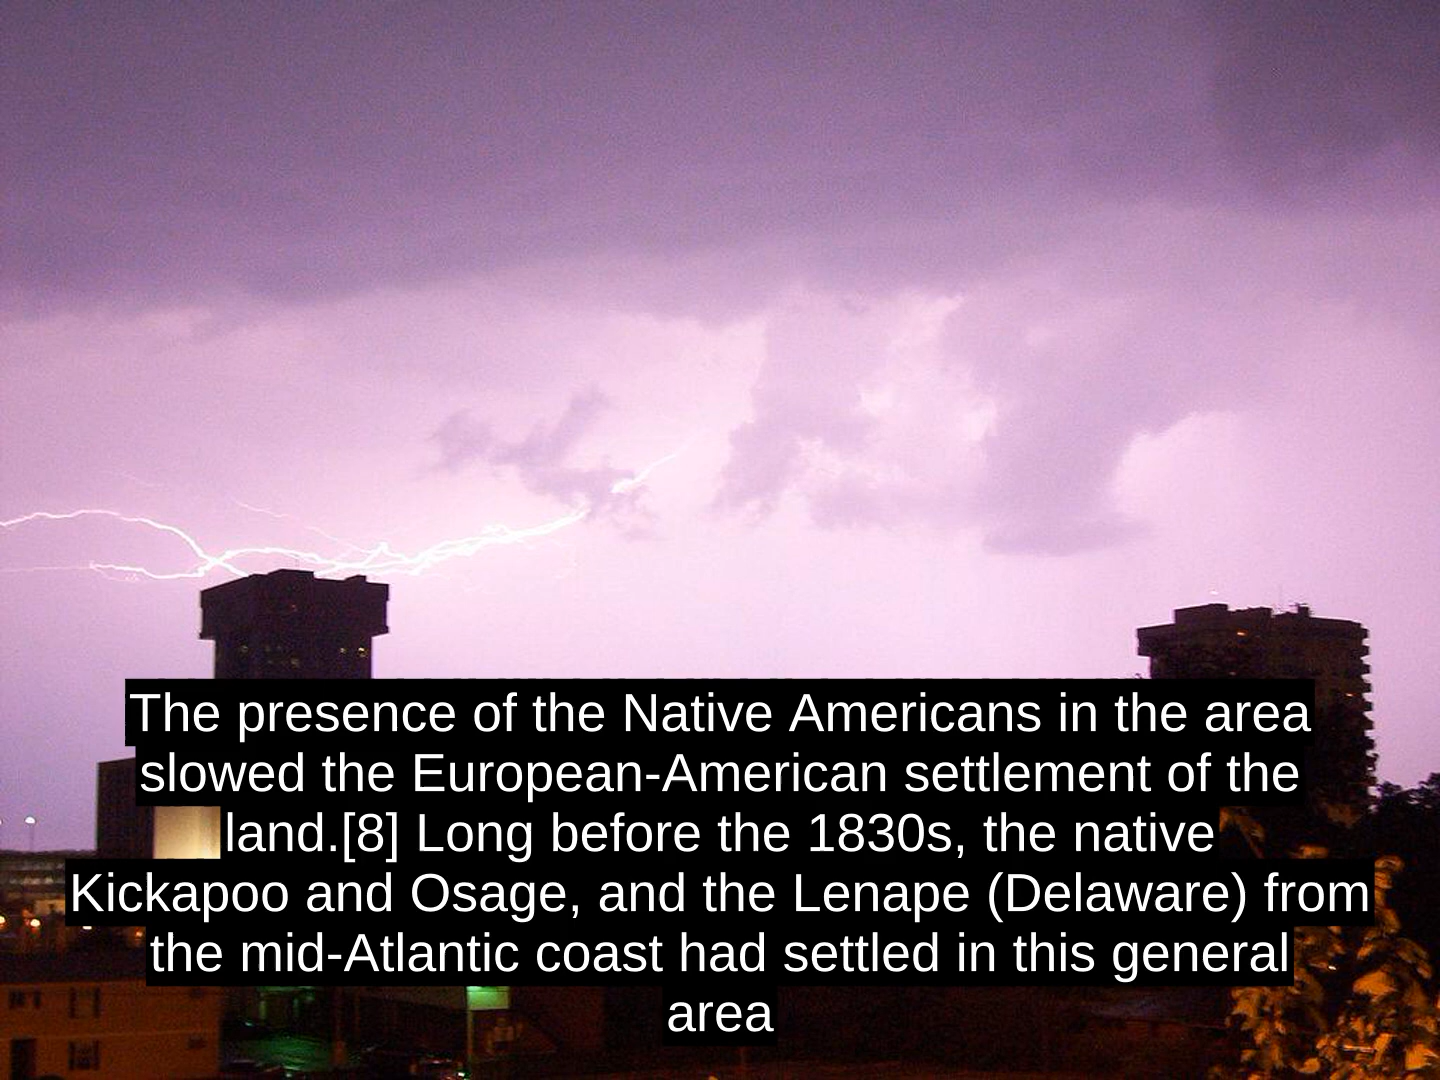 The presence of the Native Americans in the area
slowed the European-American settlement of the
land.[8] Long before the 1830s, the native
Kickapoo and Osage, and the Lenape (Delaware) from
the mid-Atlantic coast had settled in this general
area